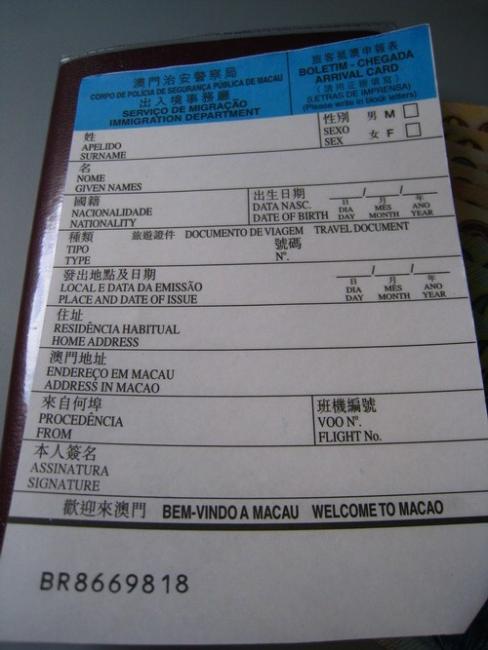 澳門治安警察局
CORPO DE POLÍCIA DE SEGURANÇA PÚBLICA DE MACAU
出入境事務廳
SERVIÇO DE MIGRAÇÃO
IMMIGRATION DEPARTMENT
旅客抵澳申報表
BOLETIM - CHEGADA
ARRIVAL CARD
(請用正楷填寫)
(LETRAS DE IMPRENSA)
(Please write in block letters)
姓
APELIDO
SURNAME
性別 男 M
SEXO
SEX 女 F
名
NOME
GIVEN NAMES
國籍
NACIONALIDADE
NATIONALITY
出生日期
DATA NASC.
DATE OF BIRTH
日 月 年
DIA MÊS ANO
DAY MONTH YEAR
種類 旅遊證件 DOCUMENTO DE VIAGEM TRAVEL DOCUMENT
TIPO 號碼
TYPE Nº.
發出地點及日期
LOCAL E DATA DA EMISSÃO
PLACE AND DATE OF ISSUE
日 月 年
DIA MÊS ANO
DAY MONTH YEAR
住址
RESIDÊNCIA HABITUAL
HOME ADDRESS
澳門地址
ENDEREÇO EM MACAU
ADDRESS IN MACAO
來自何埠
PROCEDÊNCIA
FROM
班機編號
VOO Nº.
FLIGHT No.
本人簽名
ASSINATURA
SIGNATURE
歡迎來澳門 BEM-VINDO A MACAU WELCOME TO MACAO
BR8669818